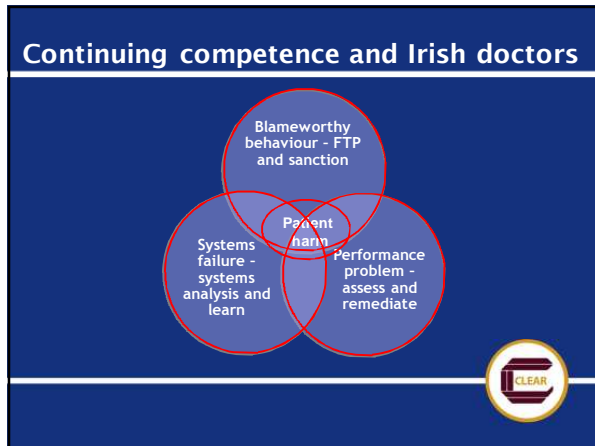 Continuing competence and Irish doctors
Blameworthy
behaviour - FTP
and sanction
Patient
harm
Systems
failure -
systems
analysis and
learn
Performance
problem -
assess and
remediate
CLEAR